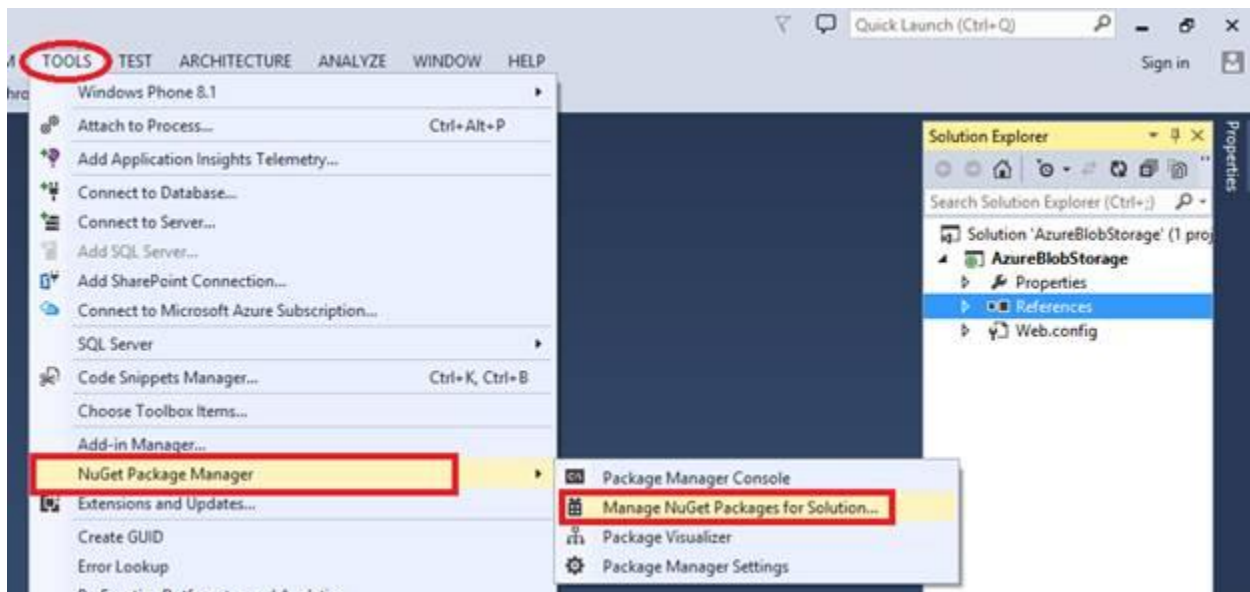 Quick Launch (Ctrl+Q)
TOOLS TEST ARCHITECTURE ANALYZE WINDOW HELP
Sign in
Windows Phone 8.1
Attach to Process... Ctrl+Alt+P
Add Application Insights Telemetry...
Connect to Database...
Connect to Server...
Add SQL Server...
Add SharePoint Connection...
Connect to Microsoft Azure Subscription...
SQL Server
Code Snippets Manager... Ctrl+K, Ctrl+B
Choose Toolbox Items...
Add-in Manager...
NuGet Package Manager
Extensions and Updates...
Create GUID
Error Lookup
Package Manager Console
Manage NuGet Packages for Solution...
Package Visualizer
Package Manager Settings
Solution Explorer
Search Solution Explorer (Ctrl+;)
Solution 'AzureBlobStorage' (1 proj
AzureBlobStorage
Properties
References
Web.config
Properties